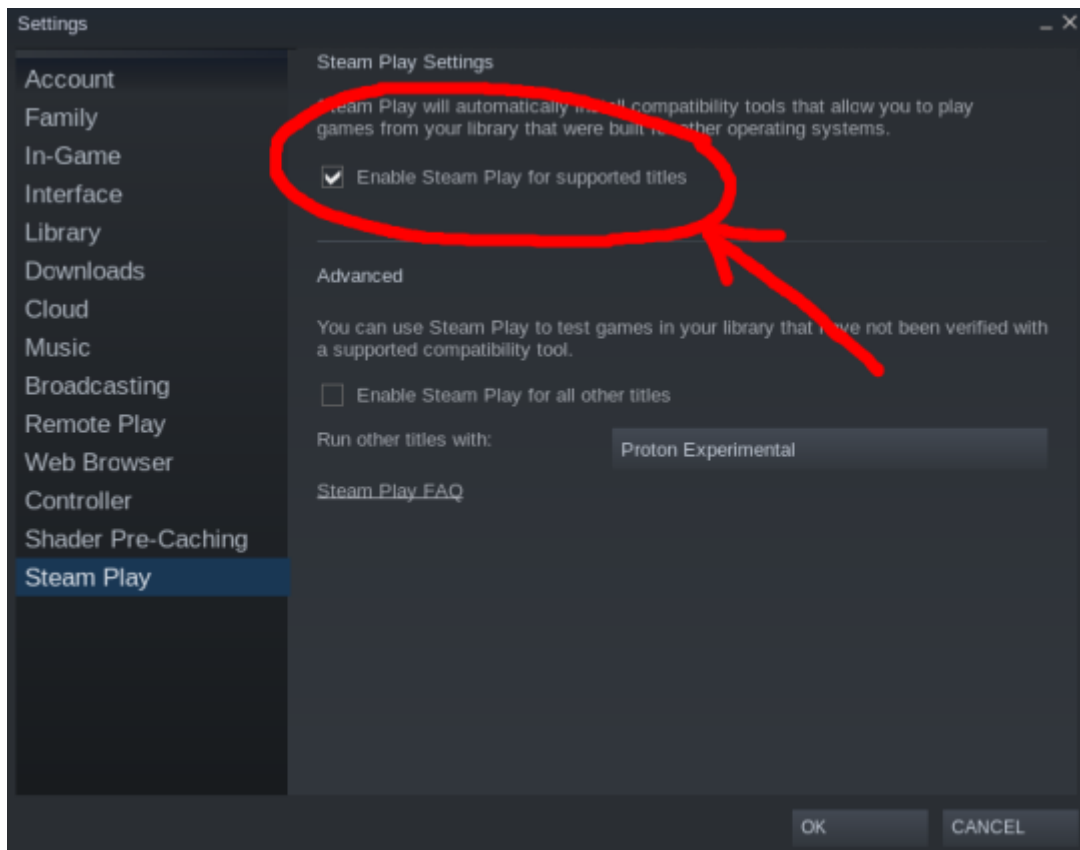 Settings
Account
Family
In-Game
Interface
Library
Downloads
Cloud
Music
Broadcasting
Remote Play
Web Browser
Controller
Shader Pre-Caching
Steam Play
Steam Play Settings
Steam Play will automatically install compatibility tools that allow you to play
games from your library that were built for other operating systems.
Enable Steam Play for supported titles
Advanced
You can use Steam Play to test games in your library that have not been verified with
a supported compatibility tool.
Enable Steam Play for all other titles
Run other titles with:
Proton Experimental
Steam Play FAQ
OK
CANCEL